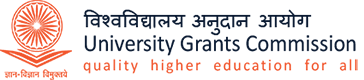 विश्वविद्यालय अनुदान आयोग
University Grants Commission
quality higher education for all
ज्ञान-विज्ञान विमुक्तये